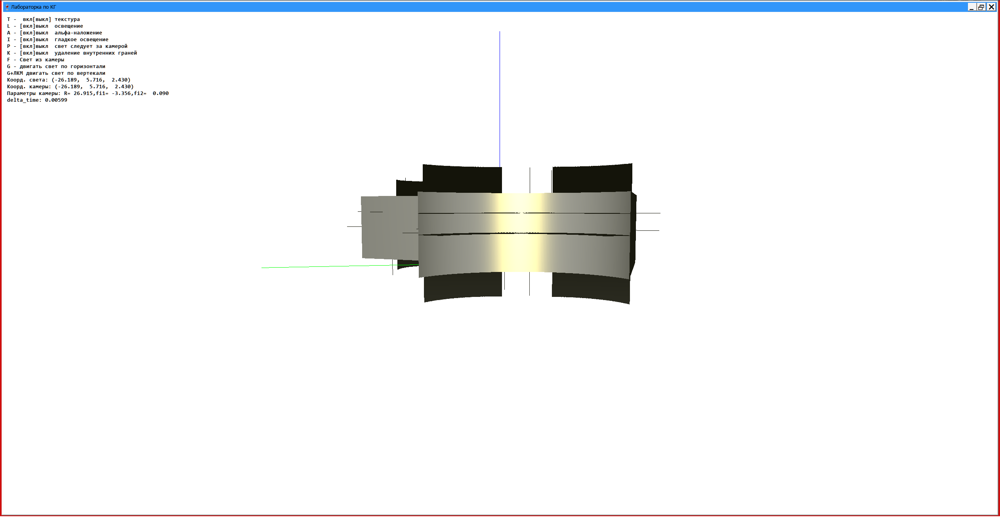 Лабораторка по КГ
T -  вкл[выкл] текстура
L - [вкл]выкл  освещение
A - [вкл]выкл  альфа-наложение
I - [вкл]выкл  гладкое освещение
P - [вкл]выкл  свет следует за камерой
K - [вкл]выкл  удаление внутренних граней
F - Свет из камеры
G - двигать свет по горизонтали
G+ЛКМ двигать свет по вертекали
Коорд. света: (-26.189,  5.716,  2.430)
Коорд. камеры: (-26.189,  5.716,  2.430)
Параметры камеры: R= 26.915,fi1= -3.356,fi2=  0.090
delta_time: 0.00599